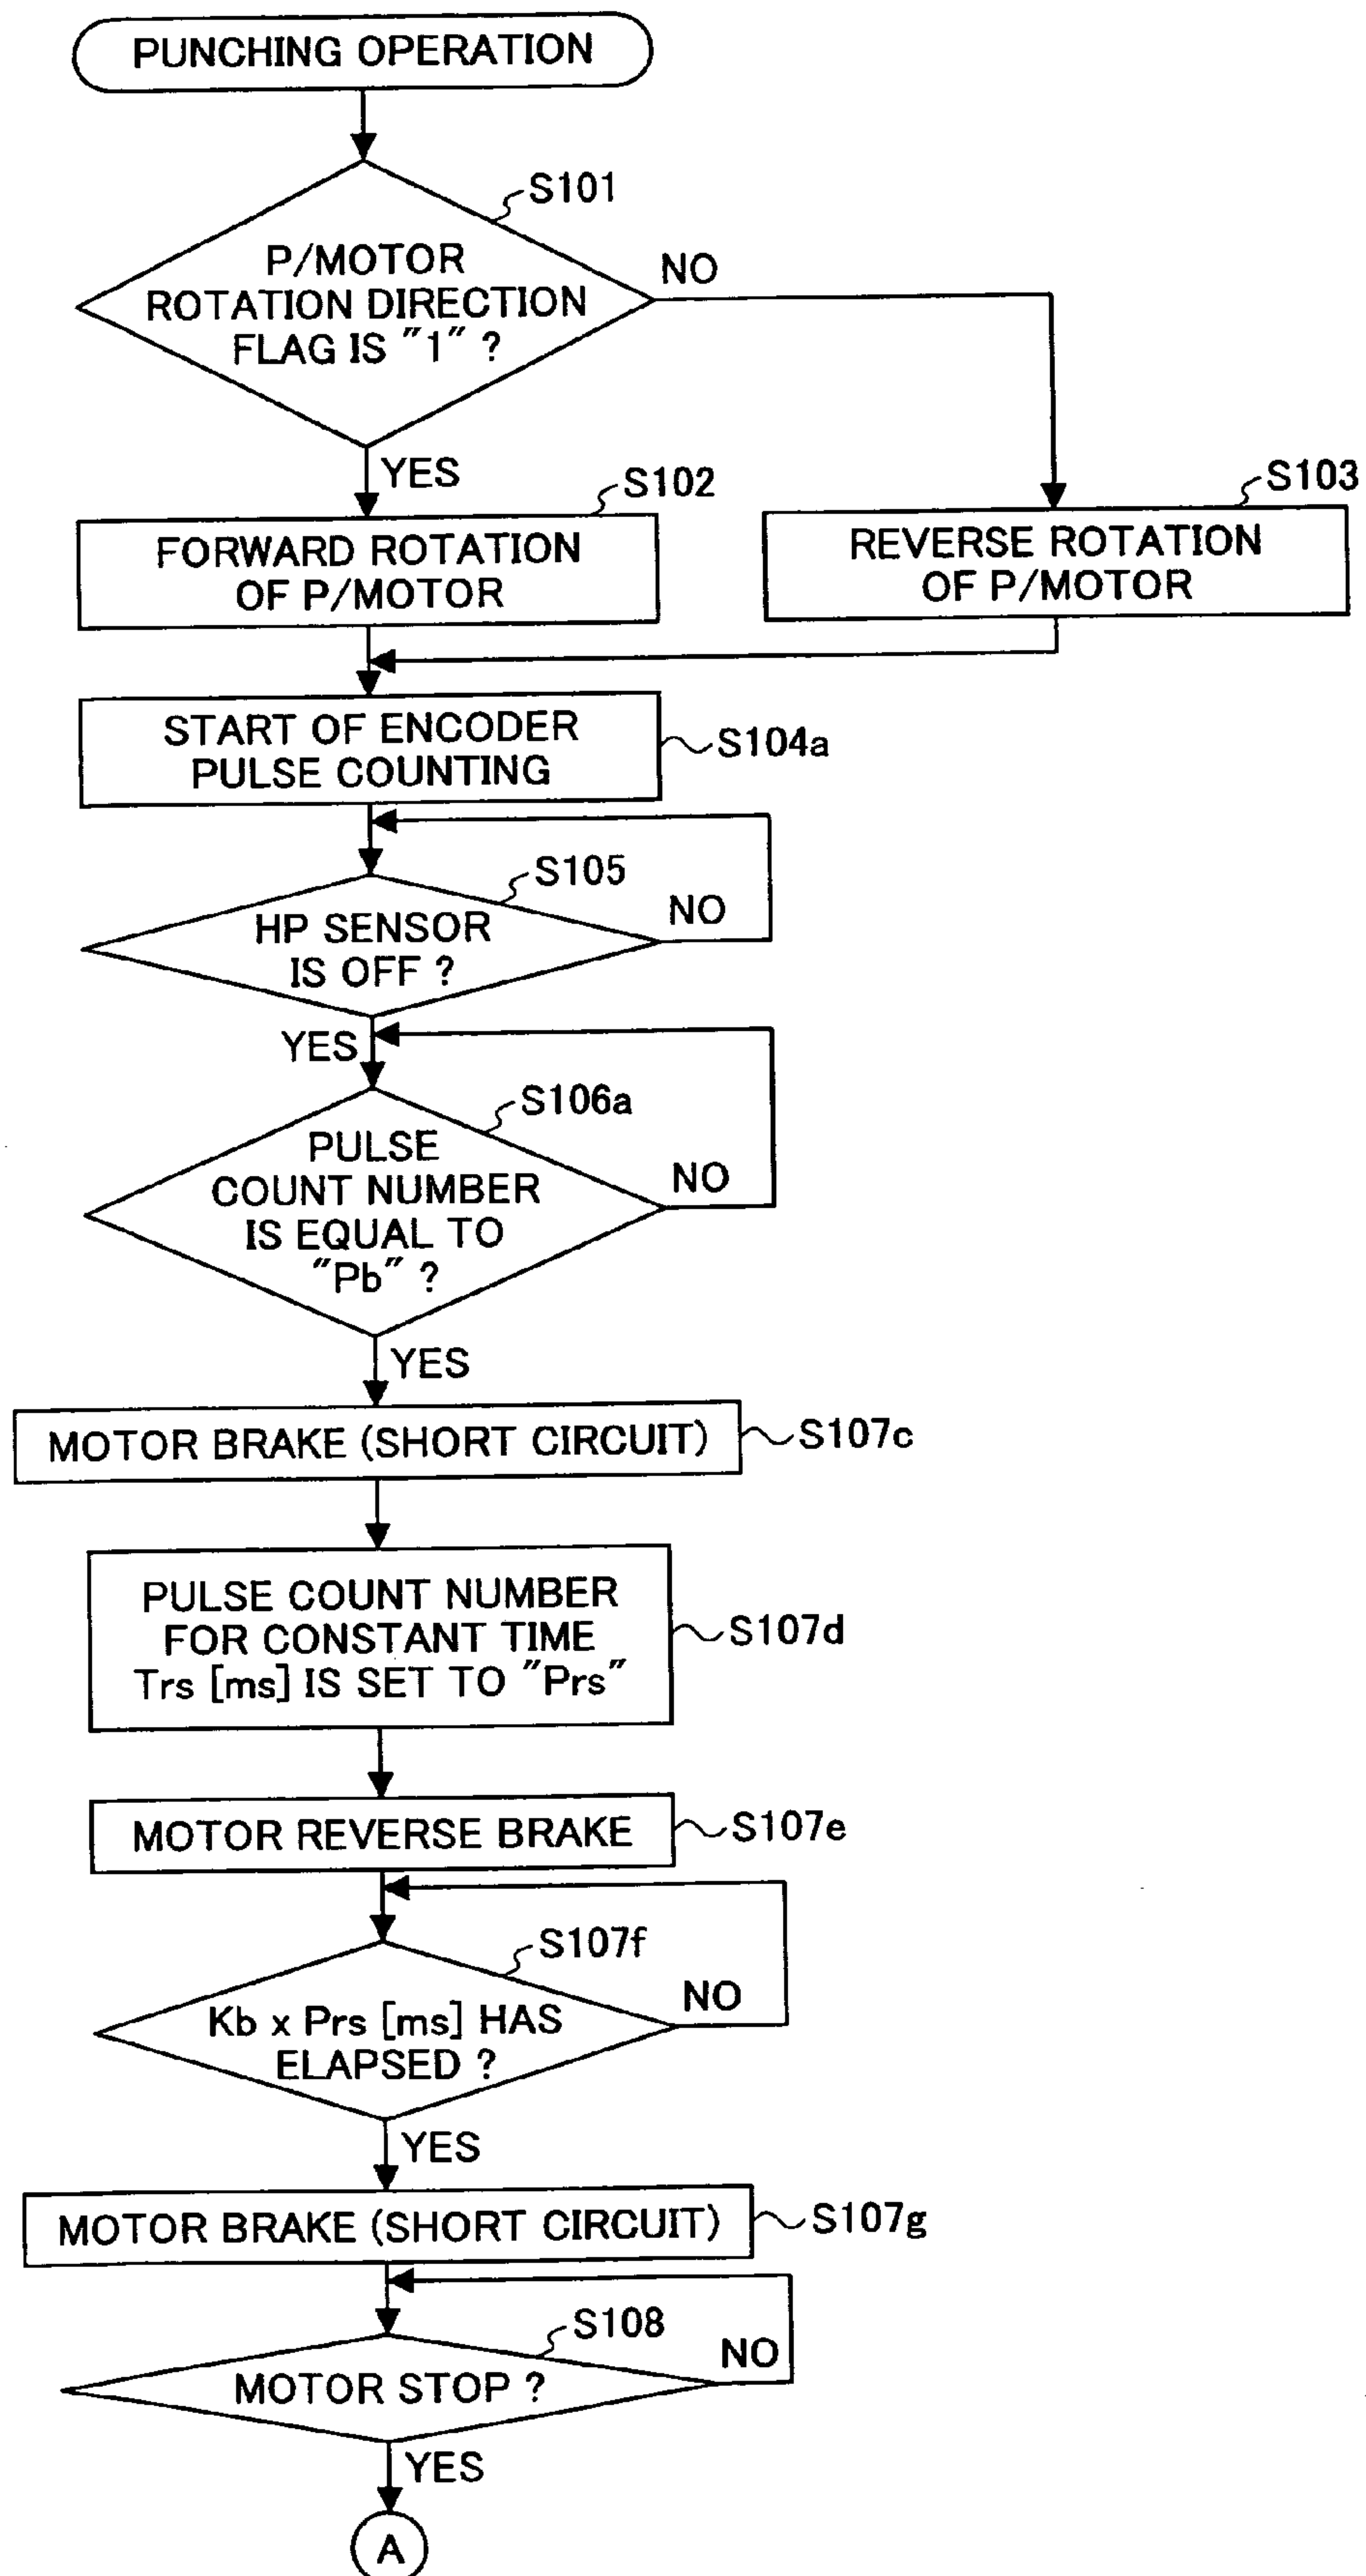 PUNCHING OPERATION
S101
P/MOTOR
ROTATION DIRECTION
FLAG IS "1" ?
NO
YES
S102
FORWARD ROTATION
OF P/MOTOR
S103
REVERSE ROTATION
OF P/MOTOR
START OF ENCODER
PULSE COUNTING
S104a
S105
HP SENSOR
IS OFF ?
NO
YES
S106a
PULSE
COUNT NUMBER
IS EQUAL TO
"Pb" ?
NO
YES
MOTOR BRAKE (SHORT CIRCUIT)
S107c
PULSE COUNT NUMBER
FOR CONSTANT TIME
Trs [ms] IS SET TO "Prs"
S107d
MOTOR REVERSE BRAKE
S107e
S107f
Kb x Prs [ms] HAS
ELAPSED ?
NO
YES
MOTOR BRAKE (SHORT CIRCUIT)
S107g
S108
MOTOR STOP ?
NO
YES
A